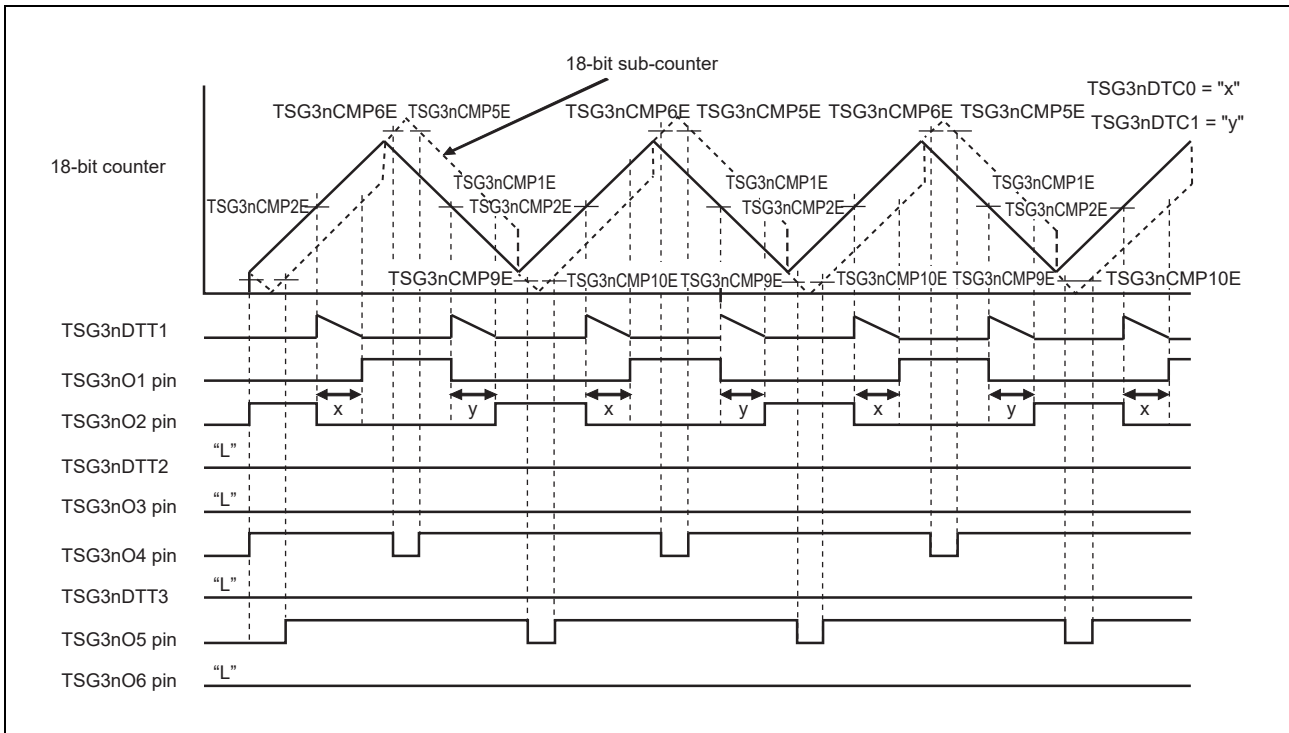 18-bit sub-counter
TSG3nDTC0 = "x"
TSG3nCMP6E TSG3nCMP5E TSG3nCMP6E TSG3nCMP5E TSG3nCMP6E TSG3nCMP5E
TSG3nDTC1 = "y"
18-bit counter
TSG3nCMP1E TSG3nCMP1E TSG3nCMP1E
TSG3nCMP2E TSG3nCMP2E TSG3nCMP2E TSG3nCMP2E
TSG3nCMP9E TSG3nCMP10E TSG3nCMP9E TSG3nCMP10E TSG3nCMP9E TSG3nCMP10E
TSG3nDTT1
TSG3nO1 pin
x y x y x y x
TSG3nO2 pin
“L”
TSG3nDTT2
“L”
TSG3nO3 pin
TSG3nO4 pin
“L”
TSG3nDTT3
TSG3nO5 pin
“L”
TSG3nO6 pin